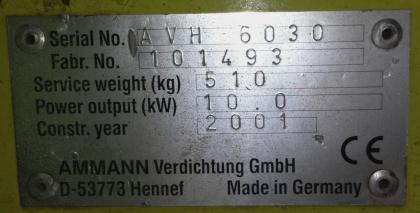 Serial No. AVH 6030
Fabr. No. 101493
Service weight (kg) 510
Power output (kW) 10.0
Constr. year 2001
AMMANN Verdichtung GmbH CE
D-53773 Hennef Made in Germany